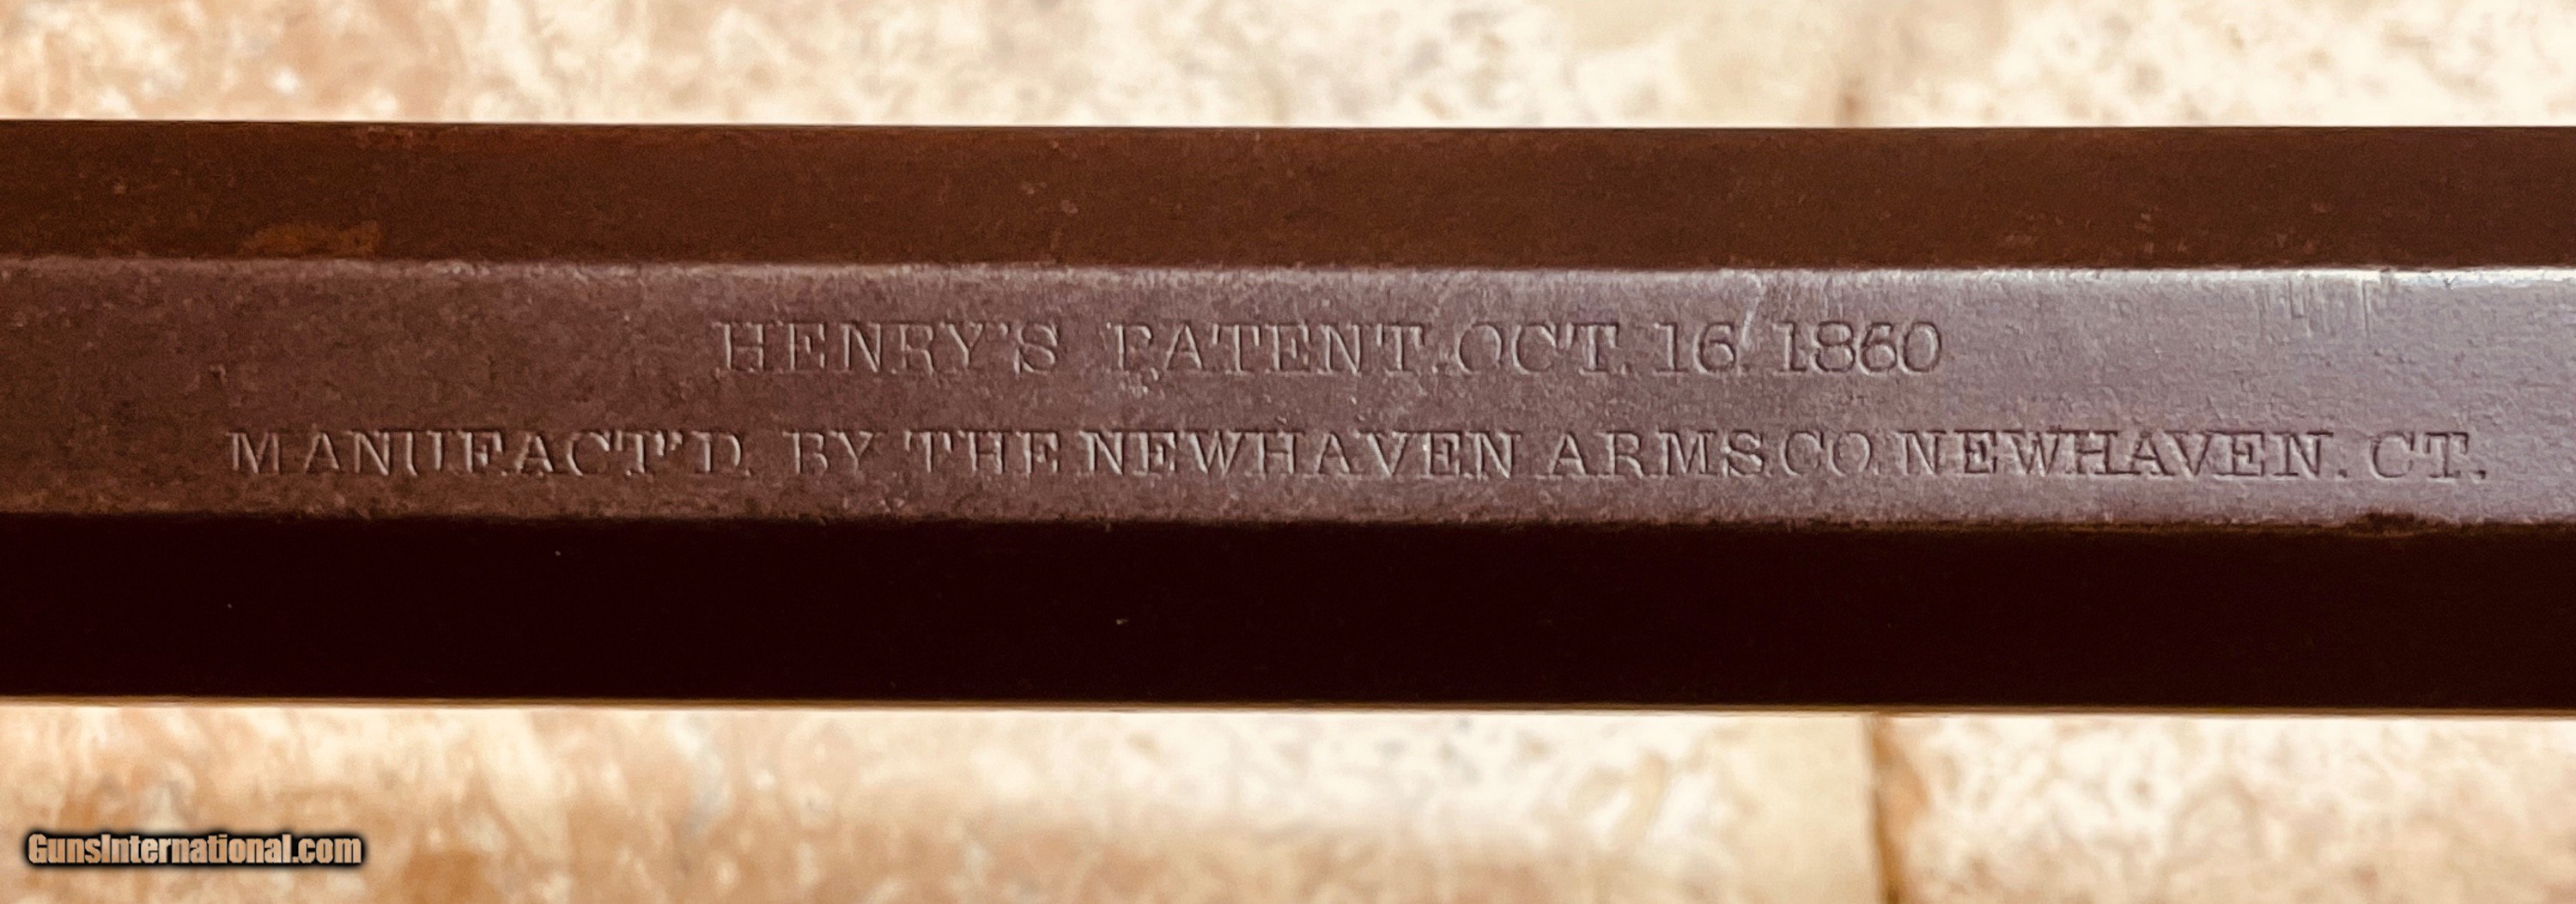 HENRY'S PATENT. OCT. 16. 1860
MANUFACT'D. BY THE NEWHAVEN ARMS CO. NEWHAVEN. CT.
GunsInternational.com